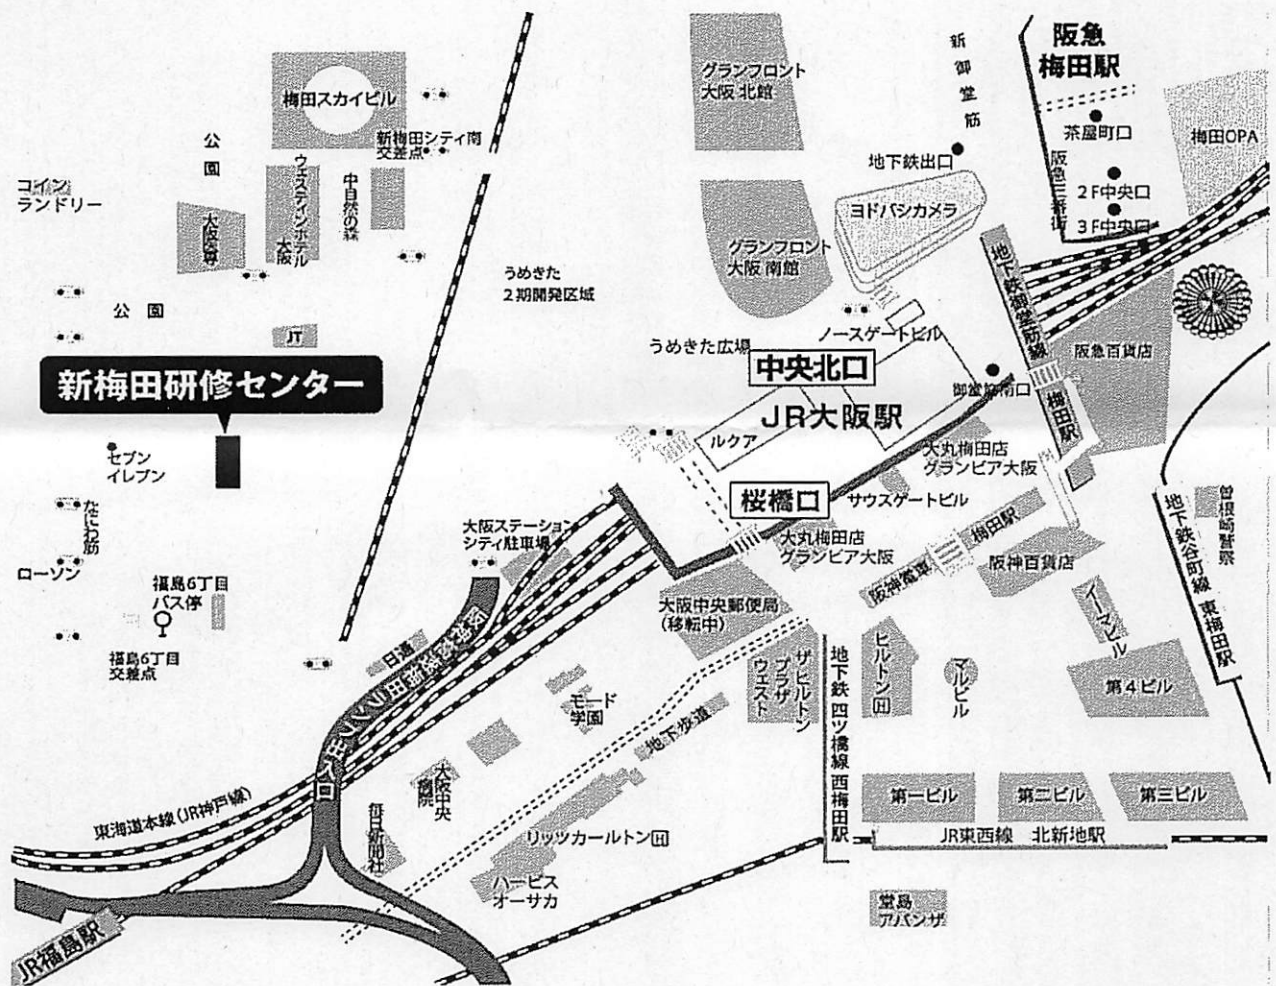 阪急
梅田駅
新御堂筋
グランフロント
大阪 北館
梅田スカイビル
新梅田シティ南
交差点
茶屋町口
梅田OPA
公園
地下鉄出口
阪急三番街
2F中央口
3F中央口
コイン
ランドリー
ウェスティンホテル
大阪
中自然の森
ヨドバシカメラ
グランフロント
大阪 南館
地下鉄御堂筋線
梅田駅
うめきた
2期開発区域
公園
JT
ノースゲートビル
うめきた広場
阪急百貨店
新梅田研修センター
中央北口
御堂筋南口
JR大阪駅
ルクア
大丸梅田店
グランビア大阪
セブン
イレブン
桜橋口
サウスゲートビル
なにわ筋
大阪ステーション
シティ駐車場
大丸梅田店
グランビア大阪
阪神電車 梅田駅
阪神百貨店
地下鉄谷町線 東梅田駅
曽根崎警察
ローソン
福島6丁目
バス停
大阪中央郵便局
(移転中)
イーマビル
福島6丁目
交差点
日通
ザヒルトン
プラザ
ウェスト
地下鉄 四ツ橋線 西梅田駅
ヒルトンH
マルビル
第4ビル
モード
学園
地下歩道
大阪中央
病院
東海道本線(JR神戸線)
毎日新聞社
リッツカールトンH
第一ビル
第二ビル
第三ビル
JR東西線 北新地駅
ハービス
オーサカ
堂島
アバンザ
JR福島駅